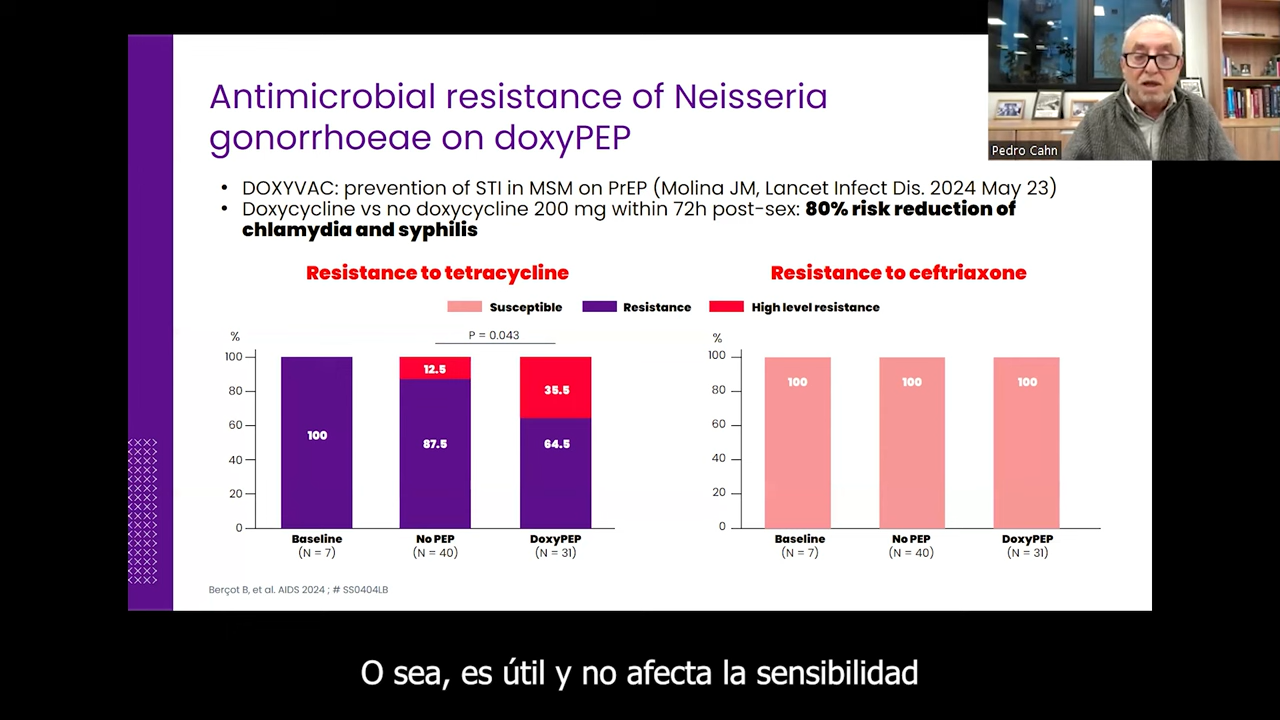 Antimicrobial resistance of Neisseria
gonorrhoeae on doxyPEP
Pedro Cahn
• DOXYVAC: prevention of STI in MSM on PrEP (Molina JM, Lancet Infect Dis. 2024 May 23)
• Doxycycline vs no doxycycline 200 mg within 72h post-sex: 80% risk reduction of
chlamydia and syphilis
Resistance to tetracycline
Resistance to ceftriaxone
Susceptible Resistance High level resistance
%
P = 0.043
100
80
60
40
20
0
100
12.5
87.5
35.5
64.5
Baseline
(N = 7)
No PEP
(N = 40)
DoxyPEP
(N = 31)
%
100
80
60
40
20
0
100
100
100
Baseline
(N = 7)
No PEP
(N = 40)
DoxyPEP
(N = 31)
Berçot B, et al. AIDS 2024 ; # SS0404LB
O sea, es útil y no afecta la sensibilidad